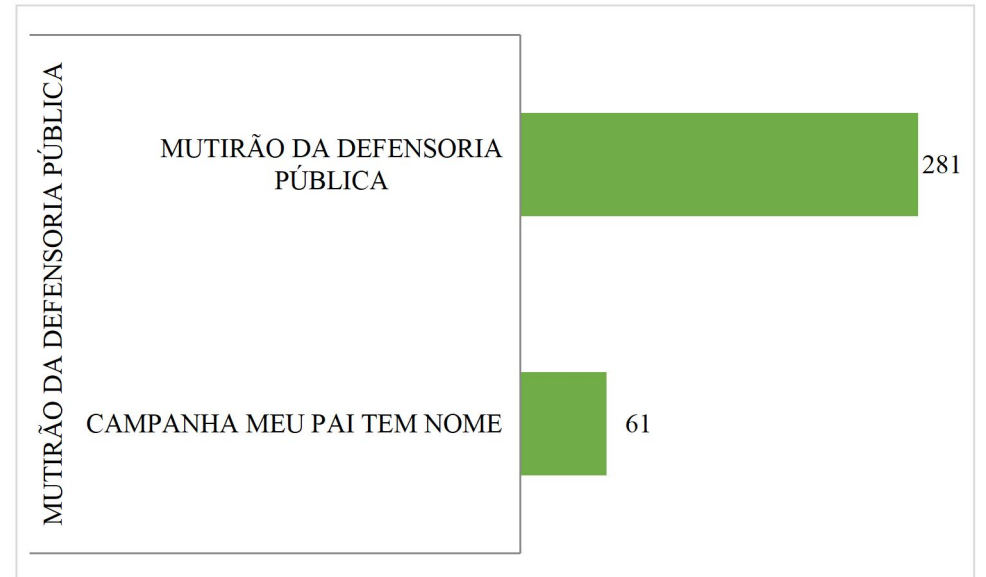 MUTIRÃO DA DEFENSORIA PÚBLICA
MUTIRÃO DA DEFENSORIA
PÚBLICA
281
CAMPANHA MEU PAI TEM NOME
61